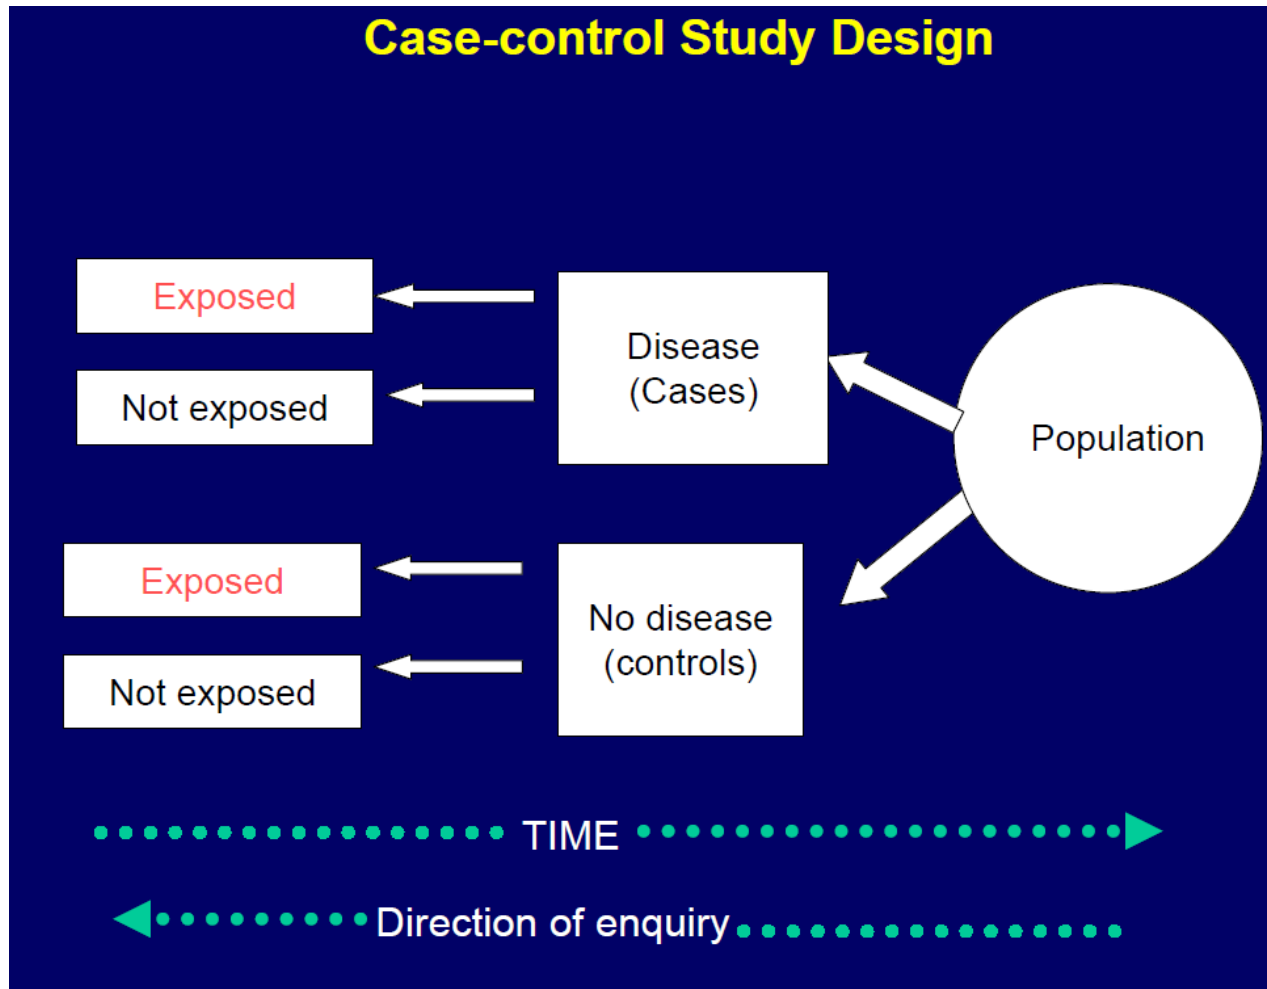 Case-control Study Design
Exposed
Not exposed
Disease
(Cases)
Population
Exposed
Not exposed
No disease
(controls)
TIME
Direction of enquiry